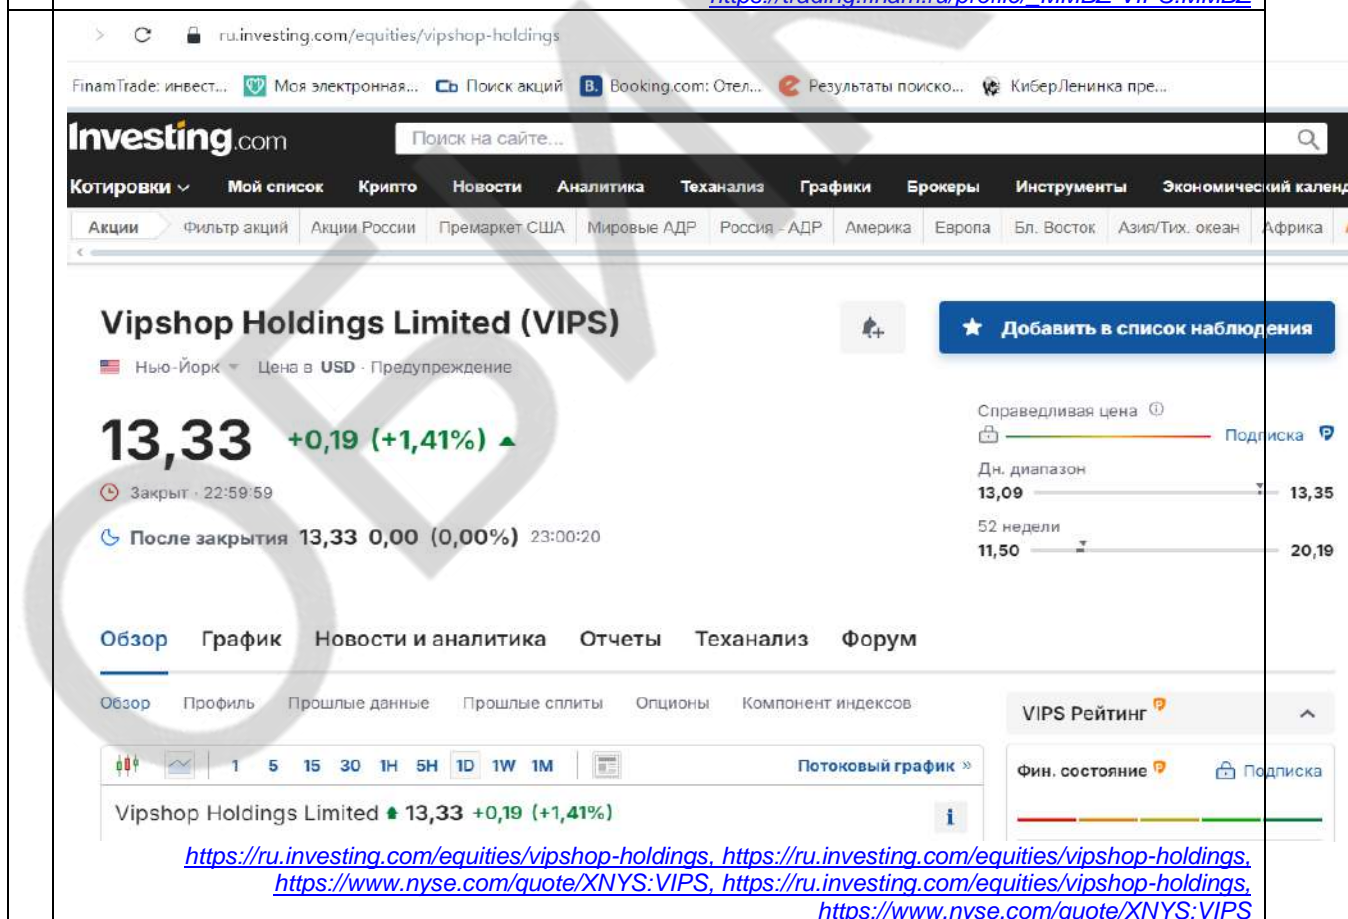 https://trading.finam.ru/profile/_MMBZ-VIPS.MMBZ
ru.investing.com/equities/vipshop-holdings
FinamTrade: инвест... Моя электронная... Сb Поиск акций B. Booking.com: Отел... Результаты поиско... КиберЛенинка пре...
Investing.com Поиск на сайте...
Котировки Мой список Крипто Новости Аналитика Теханализ Графики Брокеры Инструменты Экономический календ
Акции Фильтр акций Акции России Премаркет США Мировые АДР Россия - АДР Америка Европа Бл. Восток Азия/Тих. океан Африка
Vipshop Holdings Limited (VIPS)
Добавить в список наблюдения
Нью-Йорк Цена в USD · Предупреждение
13,33 +0,19 (+1,41%)
Закрыт · 22:59:59
После закрытия 13,33 0,00 (0,00%) 23:00:20
Справедливая цена
Подписка
Дн. диапазон
13,09 13,35
52 недели
11,50 20,19
Обзор График Новости и аналитика Отчеты Теханализ Форум
Обзор Профиль Прошлые данные Прошлые сплиты Опционы Компонент индексов
1 5 15 30 1H 5H 1D 1W 1M Потоковый график »
Vipshop Holdings Limited 13,33 +0,19 (+1,41%)
VIPS Рейтинг
Фин. состояние Подписка
https://ru.investing.com/equities/vipshop-holdings, https://ru.investing.com/equities/vipshop-holdings,
https://www.nyse.com/quote/XNYS:VIPS, https://ru.investing.com/equities/vipshop-holdings,
https://www.nyse.com/quote/XNYS:VIPS